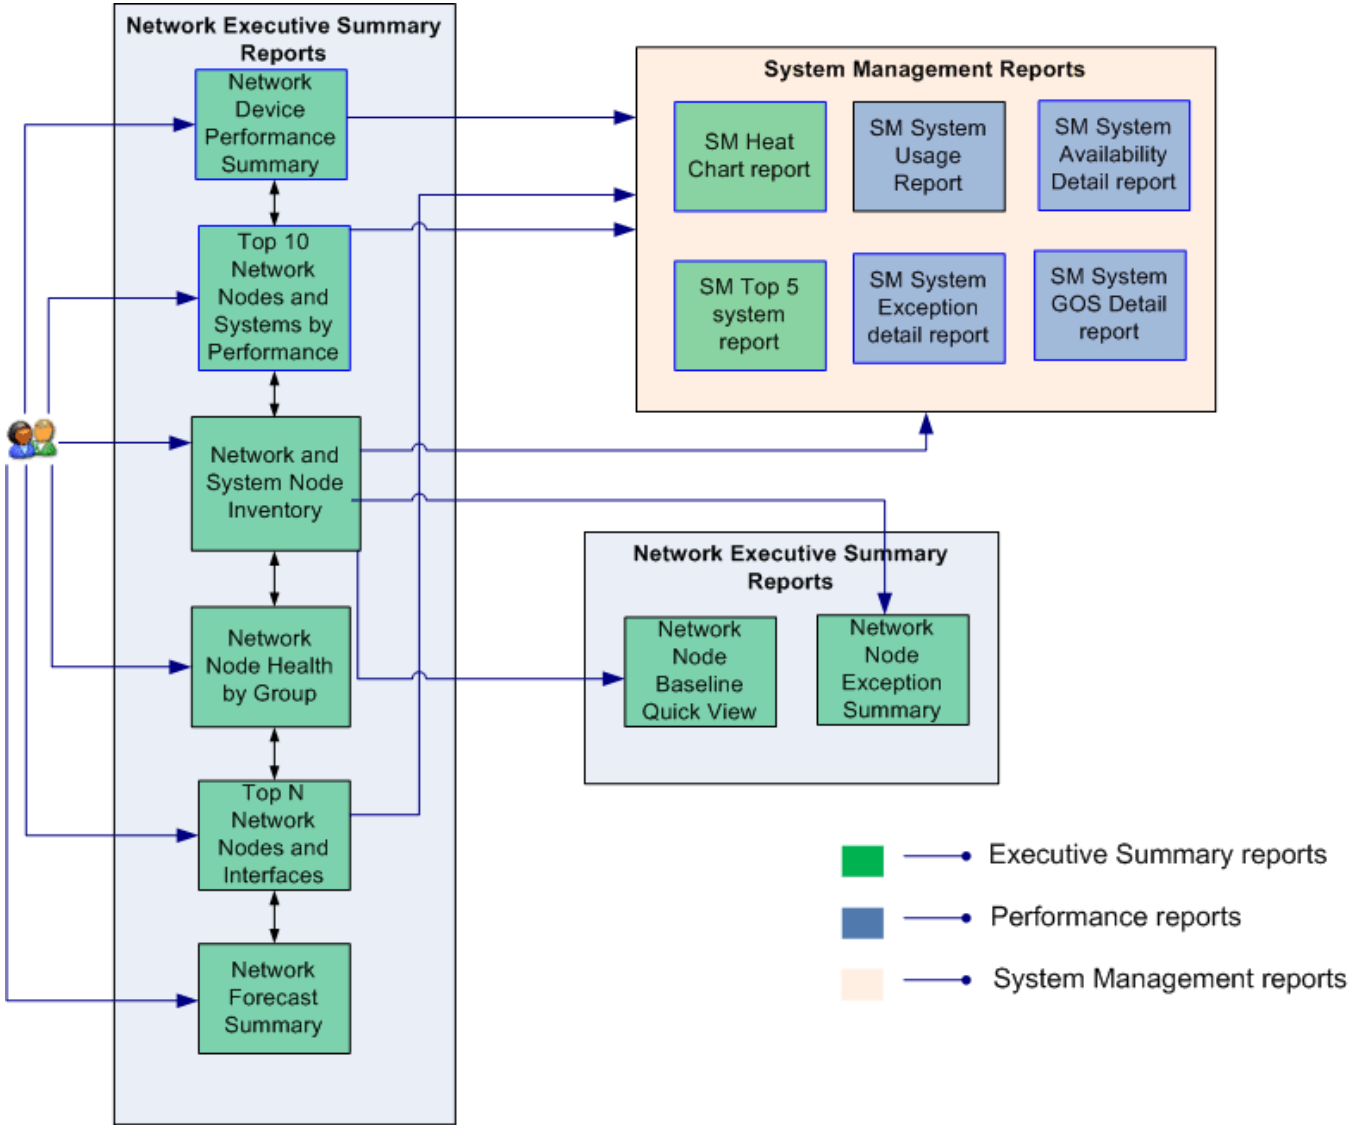 Network Executive Summary
Reports
Network
Device
Performance
Summary
Top 10
Network
Nodes and
Systems by
Performance
Network and
System Node
Inventory
Network
Node Health
by Group
Top N
Network
Nodes and
Interfaces
Network
Forecast
Summary
System Management Reports
SM Heat
Chart report
SM System
Usage
Report
SM System
Availability
Detail report
SM Top 5
system
report
SM System
Exception
detail report
SM System
GOS Detail
report
Network Executive Summary
Reports
Network
Node
Baseline
Quick View
Network
Node
Exception
Summary
Executive Summary reports
Performance reports
System Management reports